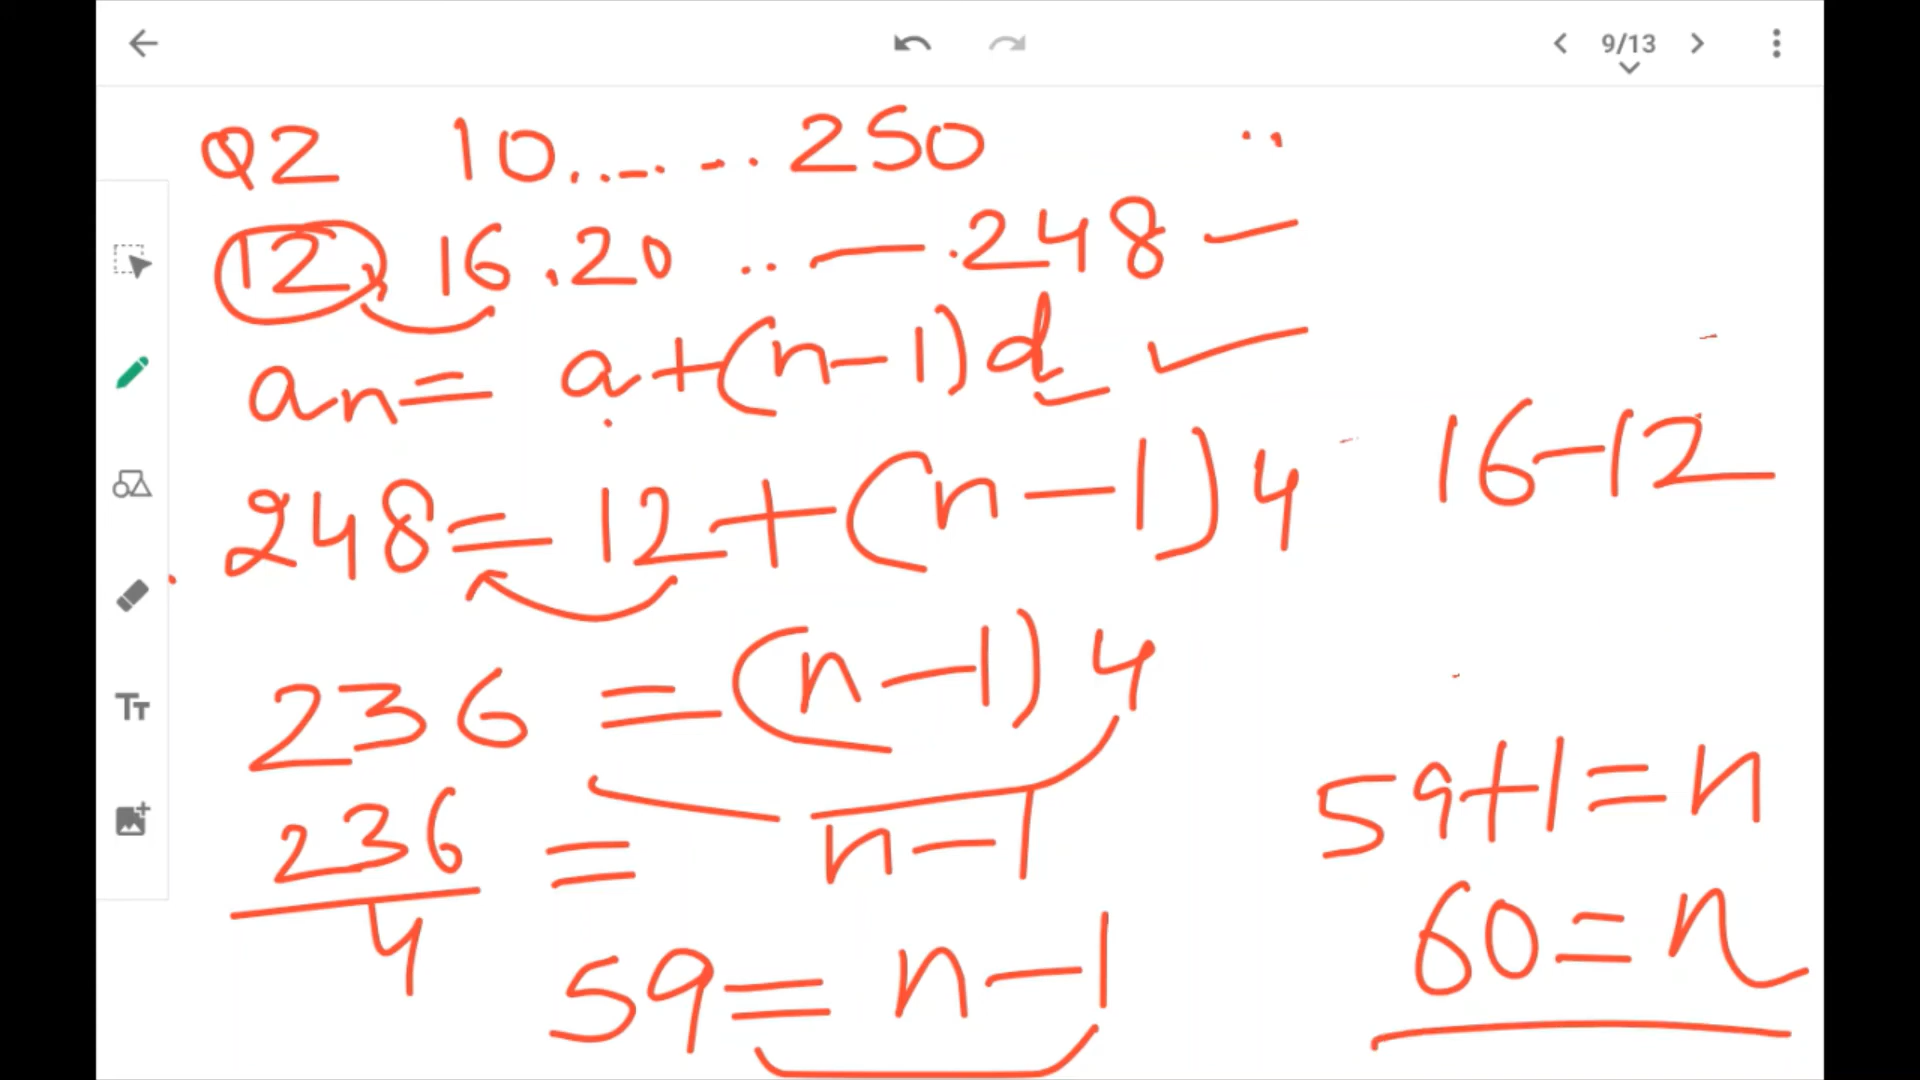 9/13
Q2 10..-.-. 250
12, 16 .20 ..—.248—
an= a+(n-1)d
248=12+(n-1)4 16-12
236 =(n-1)4
236/4 = n-1
59+1=n
59=n-1
60=n
TT